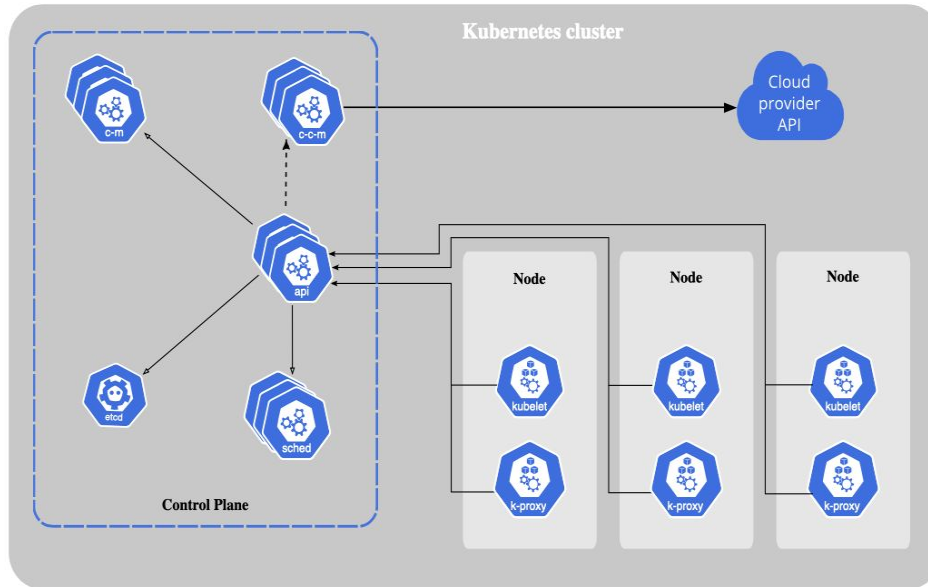 Kubernetes cluster
c-m
c-c-m
Cloud
provider
API
api
etcd
sched
Control Plane
Node
kubelet
k-proxy
Node
kubelet
k-proxy
Node
kubelet
k-proxy